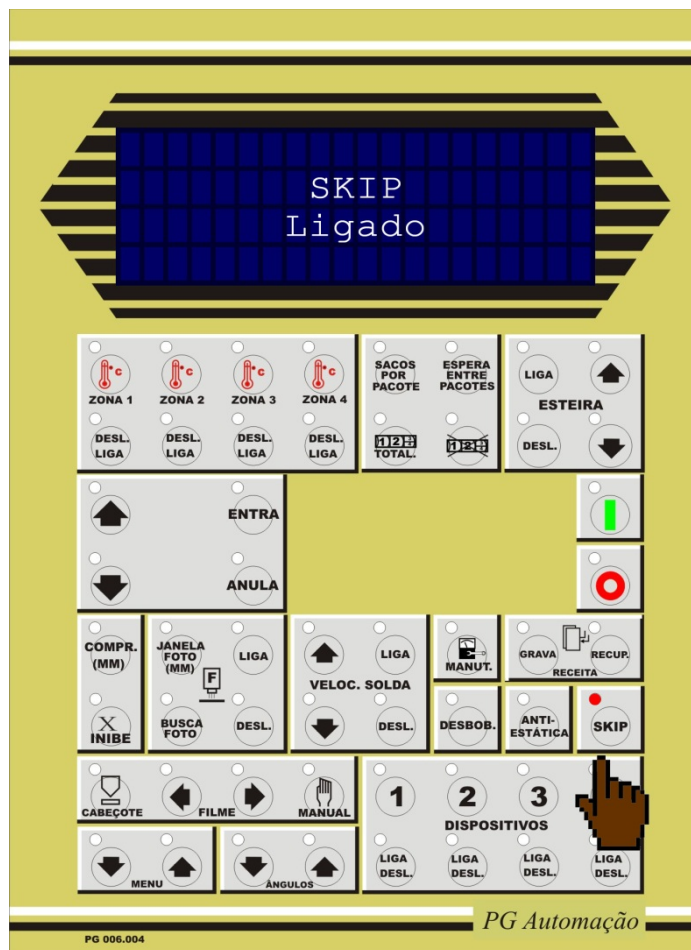 SKIP
Ligado
°C
°C
°C
°C
ZONA 1
ZONA 2
ZONA 3
ZONA 4
DESL.
LIGA
DESL.
LIGA
DESL.
LIGA
DESL.
LIGA
SACOS
POR
PACOTE
ESPERA
ENTRE
PACOTES
TOTAL.
LIGA
ESTEIRA
DESL.
ENTRA
ANULA
COMPR.
(MM)
X
INIBE
JANELA
FOTO
(MM)
LIGA
F
BUSCA
FOTO
DESL.
LIGA
VELOC. SOLDA
DESL.
MANUT.
GRAVA
RECUP.
RECEITA
DESBOB.
ANTI-
ESTÁTICA
SKIP
CABEÇOTE
FILME
MANUAL
MENU
ÂNGULOS
1
2
3
DISPOSITIVOS
LIGA
DESL.
LIGA
DESL.
LIGA
DESL.
LIGA
DESL.
PG Automação
PG 006.004